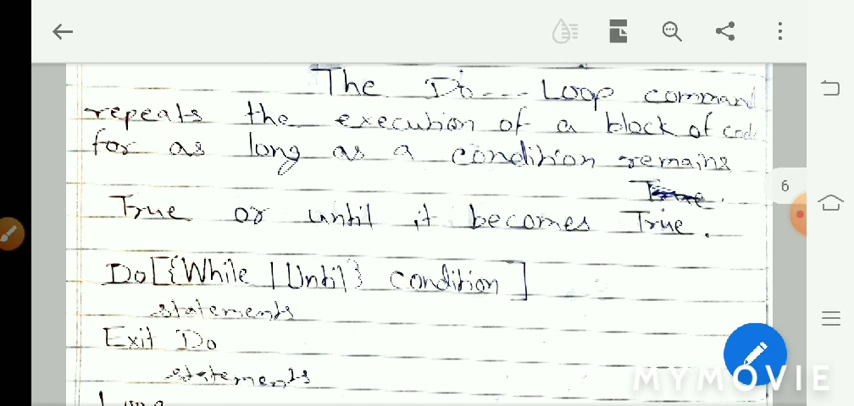 The Do--- Loop command
repeats the execution of a block of code
for as long as a condition remains
True or until it becomes True.
6
Do[{While | Until} condition]
statements
Exit Do
statements
MYMOVIE